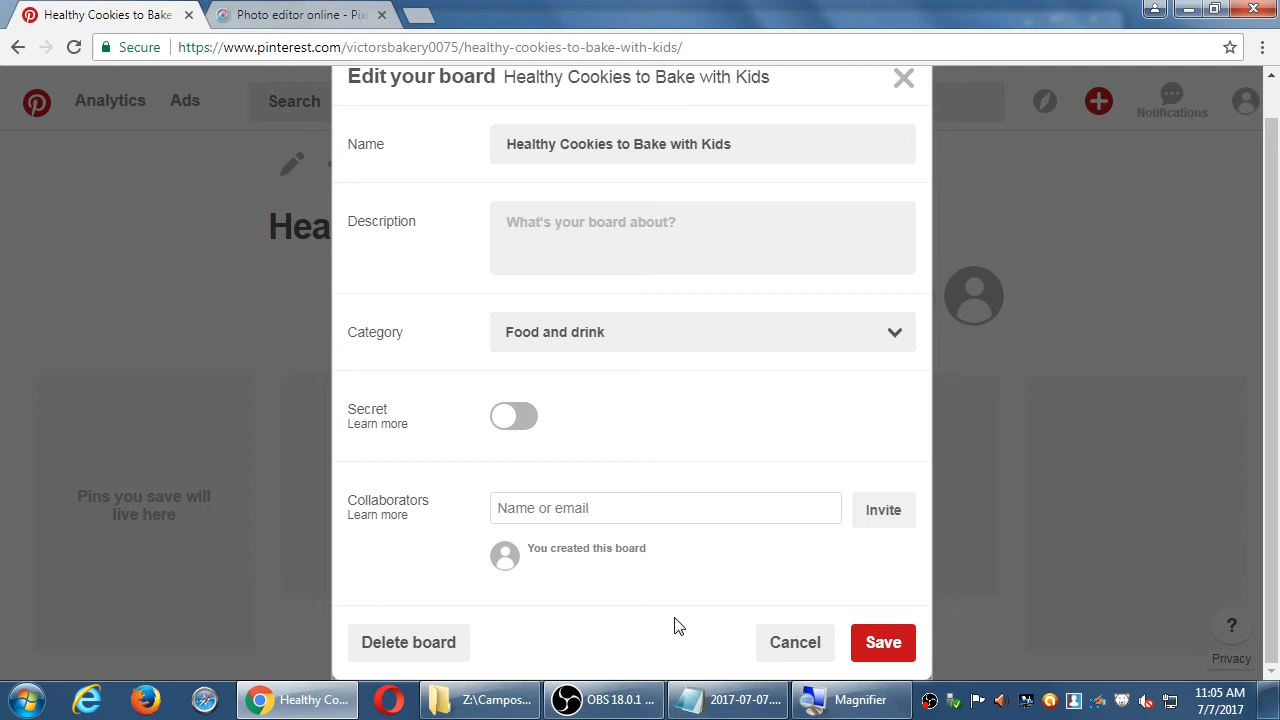 Healthy Cookies to Bake
Photo editor online - Pixl
Secure
https://www.pinterest.com/victorsbakery0075/healthy-cookies-to-bake-with-kids/
Analytics
Ads
Search
Notifications
Edit your board Healthy Cookies to Bake with Kids
Name
Healthy Cookies to Bake with Kids
Description
What's your board about?
Hea
Category
Food and drink
Secret
Learn more
Pins you save will
live here
Collaborators
Learn more
Name or email
Invite
You created this board
Delete board
Cancel
Save
?
Privacy
Healthy Co...
Z:\Campos...
OBS 18.0.1 ...
2017-07-07....
Magnifier
11:05 AM
7/7/2017